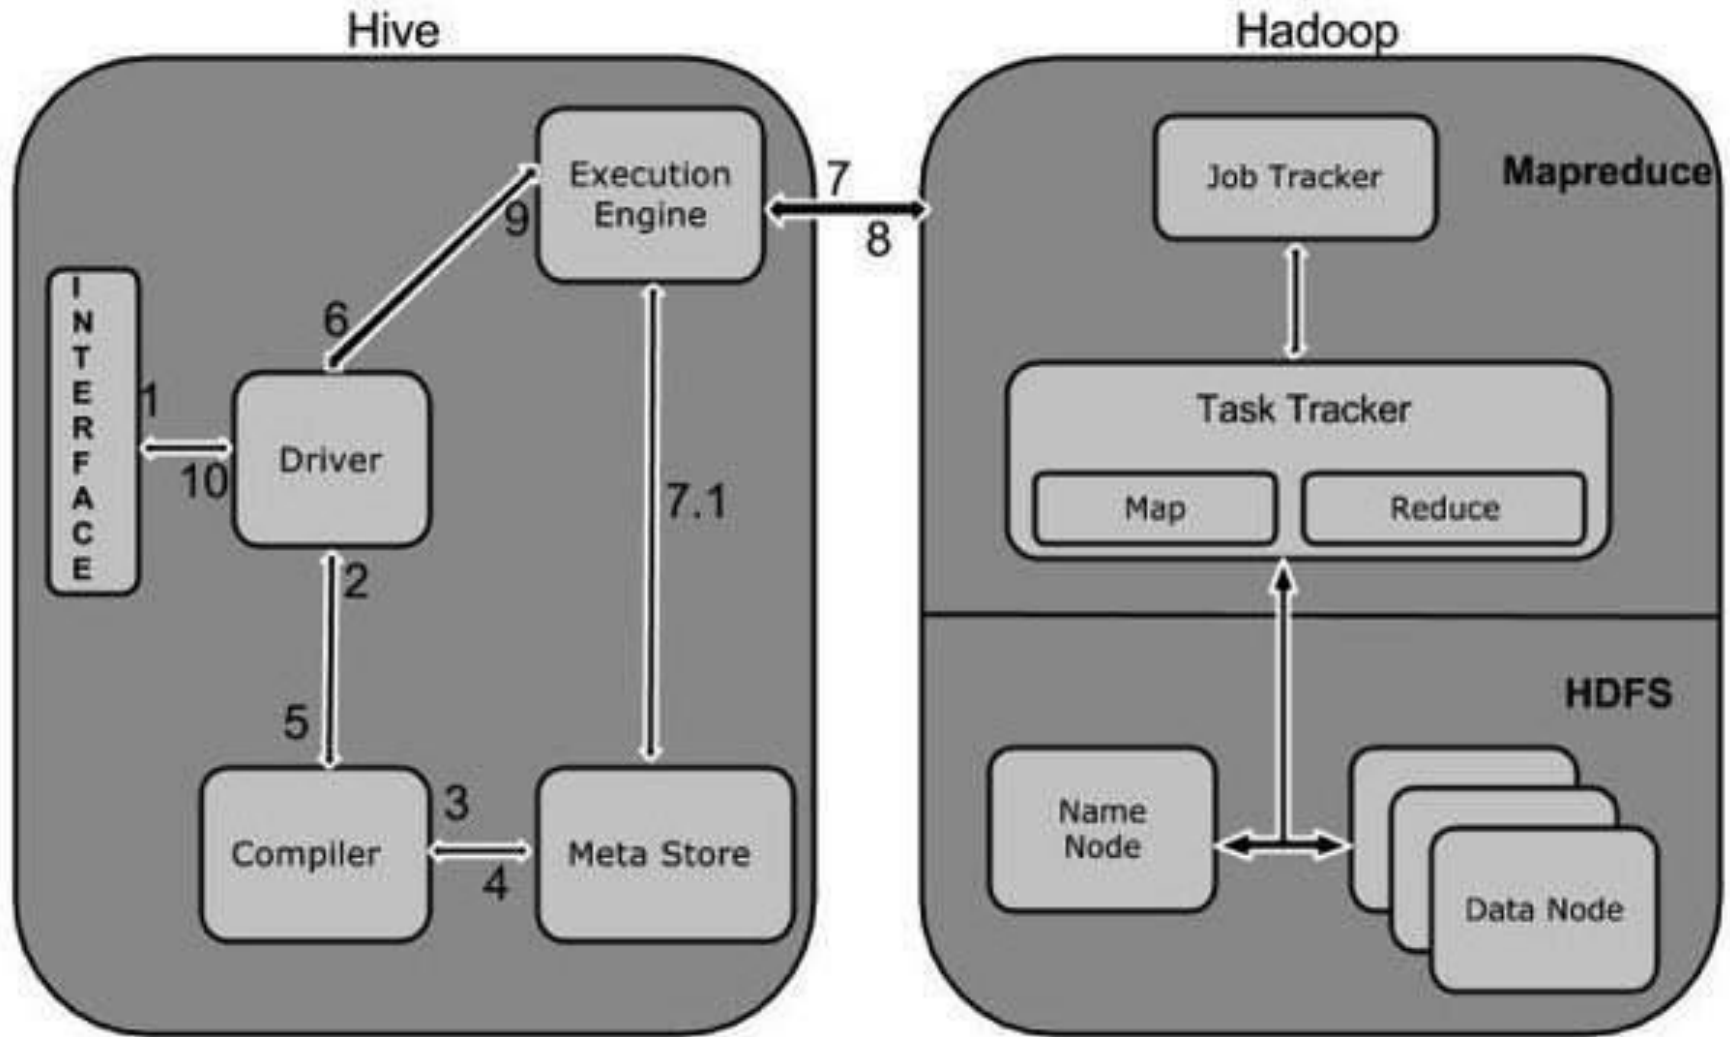 Hive
Hadoop
Execution
Engine
7
8
9
6
INTERFACE
1
10
Driver
2
7.1
5
3
4
Compiler
Meta Store
Job Tracker
Mapreduce
Task Tracker
Map
Reduce
HDFS
Name
Node
Data Node